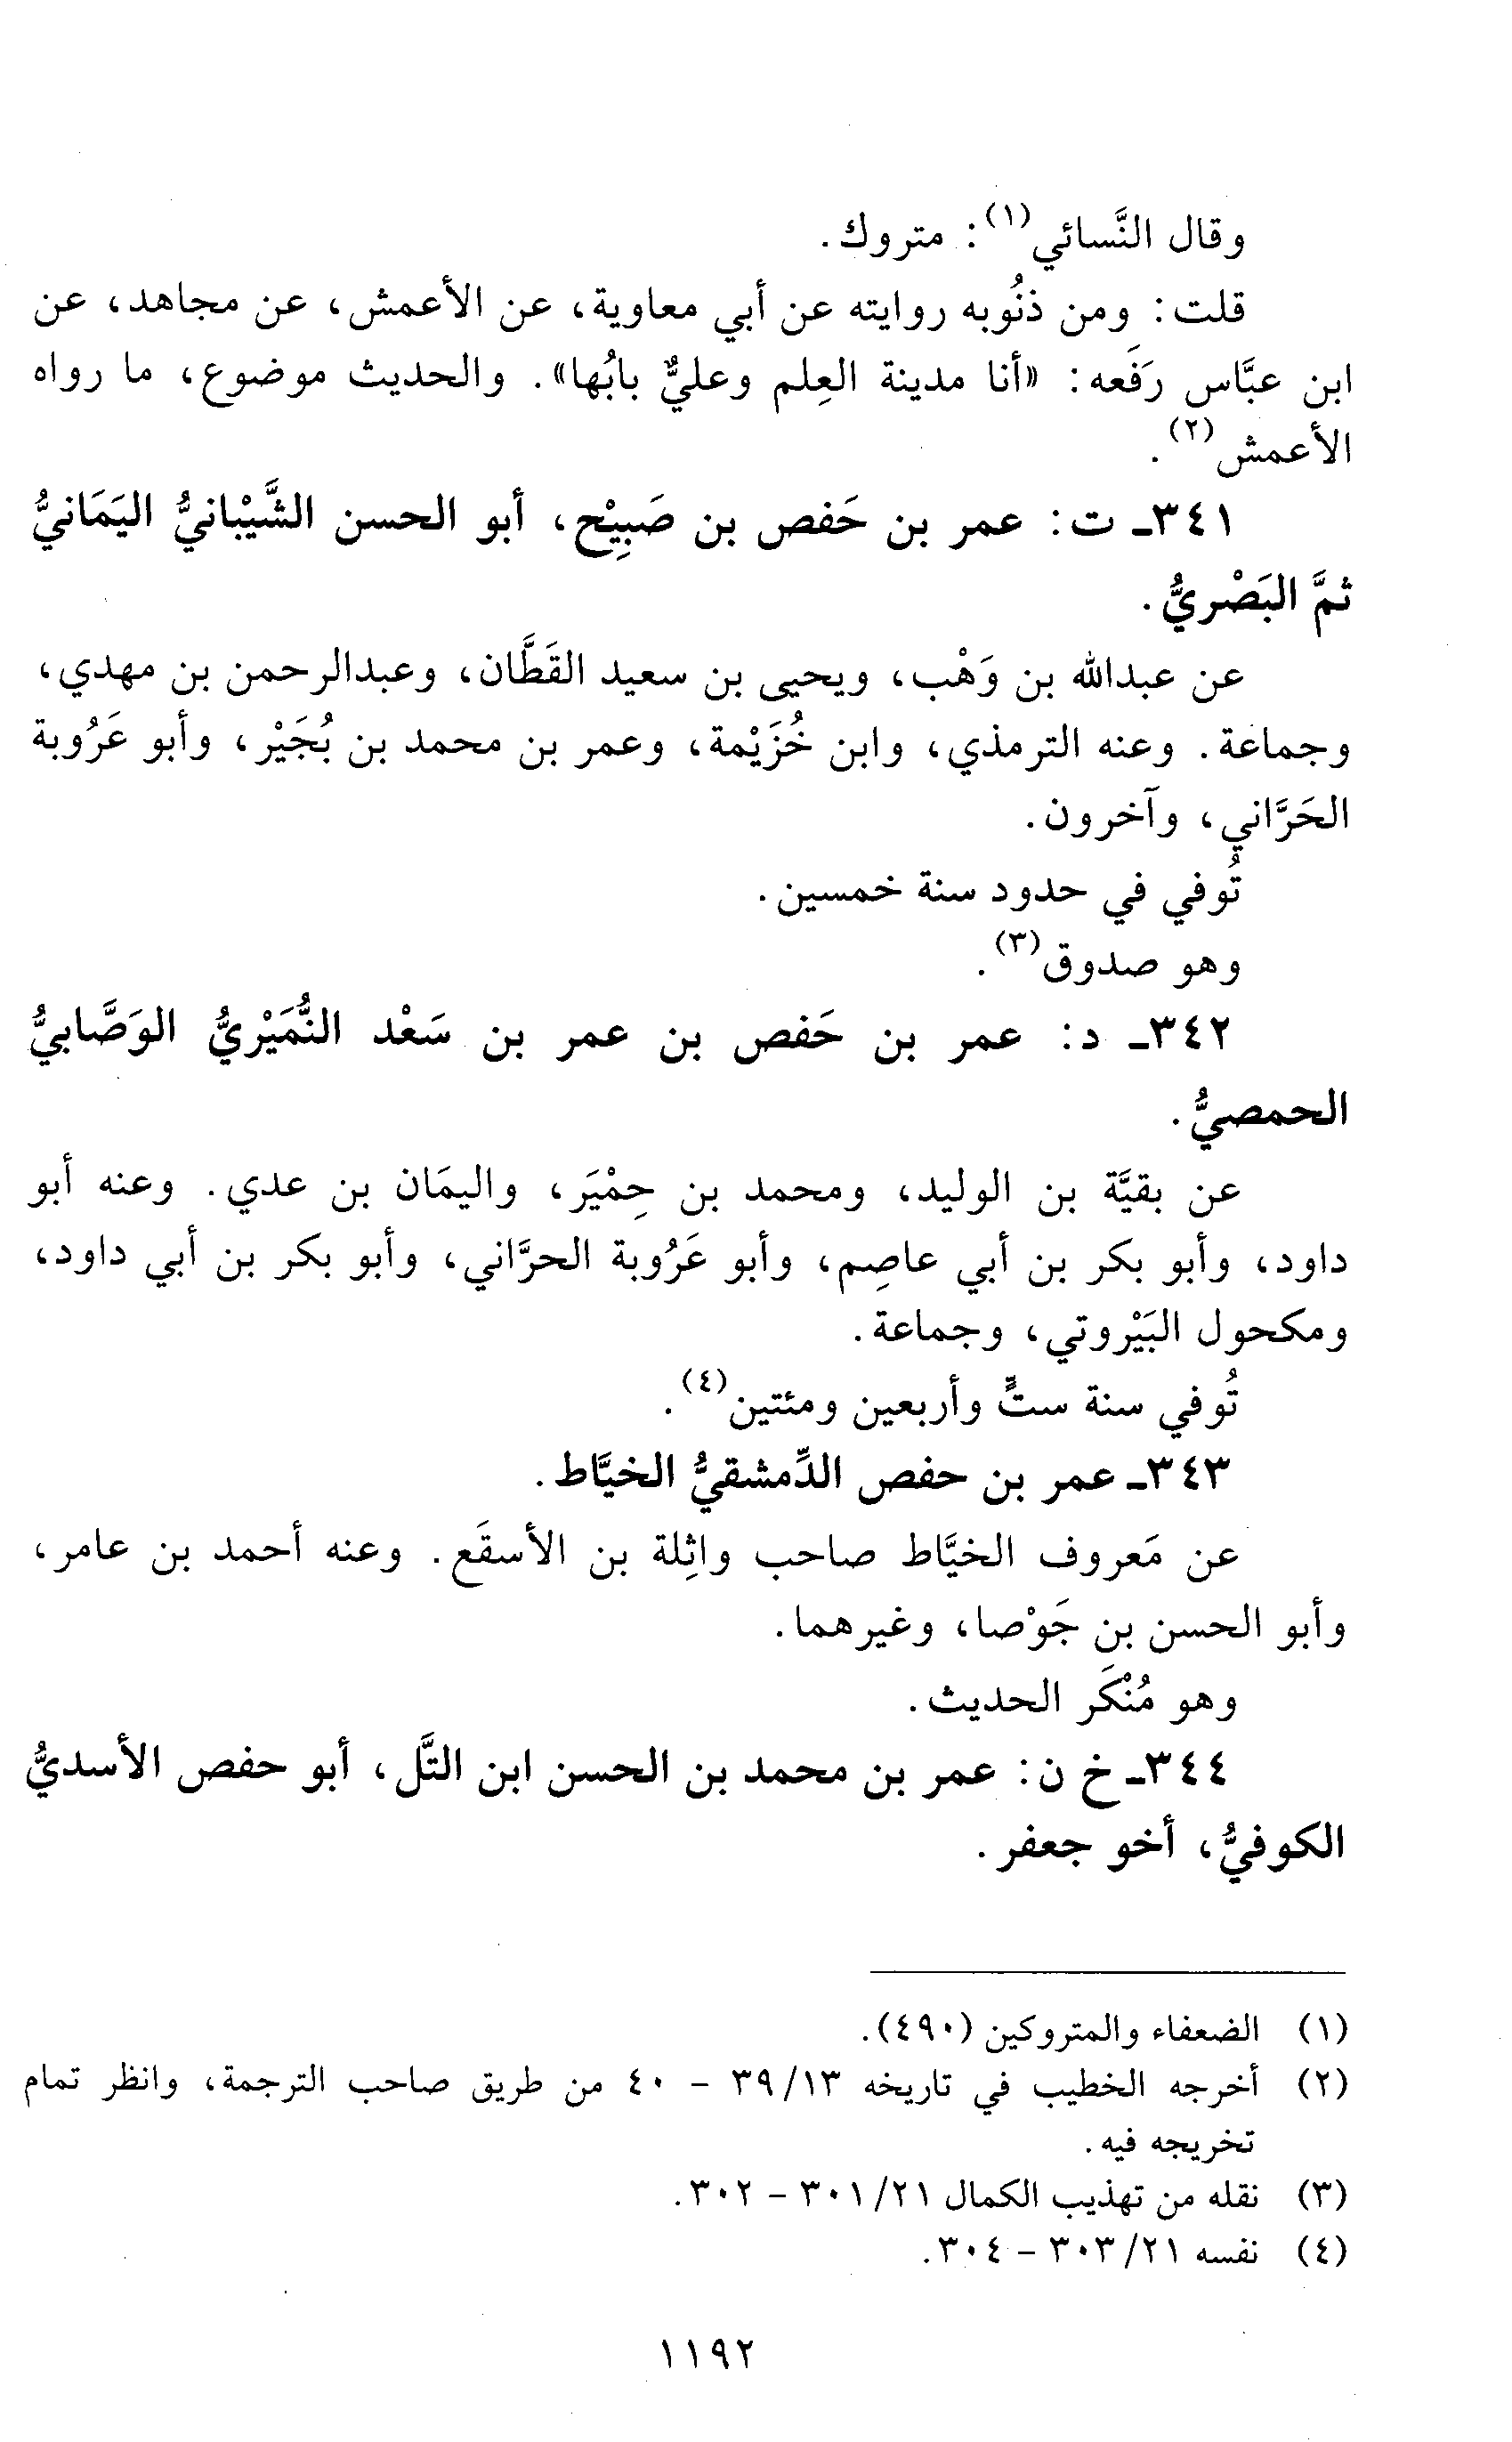 وقال النَّسائي(١): متروك.
قلت: ومن ذنُوبه روايته عن أبي معاوية، عن الأعمش، عن مجاهد، عن
ابن عبَّاس رَفَعه: «أنا مدينة العِلم وعليٌّ بابُها». والحديث موضوع، ما رواه
الأعمش(٢).
٣٤١ـ ت: عمر بن حَفص بن صَبِيْح، أبو الحسن الشَّيْبانيُّ اليَمَانيُّ
ثمَّ البَصْريُّ.
عن عبدالله بن وَهْب، ويحيى بن سعيد القَطَّان، وعبدالرحمن بن مهدي،
وجماعة. وعنه الترمذي، وابن خُزَيْمة، وعمر بن محمد بن بُجَيْر، وأبو عَرُوبة
الحَرَّاني، وآخرون.
تُوفي في حدود سنة خمسين.
وهو صدوق(٣).
٣٤٢ـ د: عمر بن حَفص بن عمر بن سَعْد النُّمَيْريُّ الوَصَّابيُّ
الحمصيُّ.
عن بقيَّة بن الوليد، ومحمد بن حِمْيَر، واليمَان بن عدي. وعنه أبو
داود، وأبو بكر بن أبي عاصِم، وأبو عَرُوبة الحرَّاني، وأبو بكر بن أبي داود،
ومكحول البَيْروتي، وجماعة.
تُوفي سنة ستٍّ وأربعين ومئتين(٤).
٣٤٣ـ عمر بن حفص الدِّمشقيُّ الخيَّاط.
عن مَعروف الخيَّاط صاحب واثِلة بن الأسقَع. وعنه أحمد بن عامر،
وأبو الحسن بن جَوْصا، وغيرهما.
وهو مُنْكَر الحديث.
٣٤٤ـ خ ن: عمر بن محمد بن الحسن ابن التَّل، أبو حفص الأسديُّ
الكوفيُّ، أخو جعفر.
(١) الضعفاء والمتروكين (٤٩٠).
(٢) أخرجه الخطيب في تاريخه ١٣/ ٣٩ - ٤٠ من طريق صاحب الترجمة، وانظر تمام
تخريجه فيه.
(٣) نقله من تهذيب الكمال ٢١/ ٣٠١ - ٣٠٢.
(٤) نفسه ٢١/ ٣٠٣ - ٣٠٤.
١١٩٢